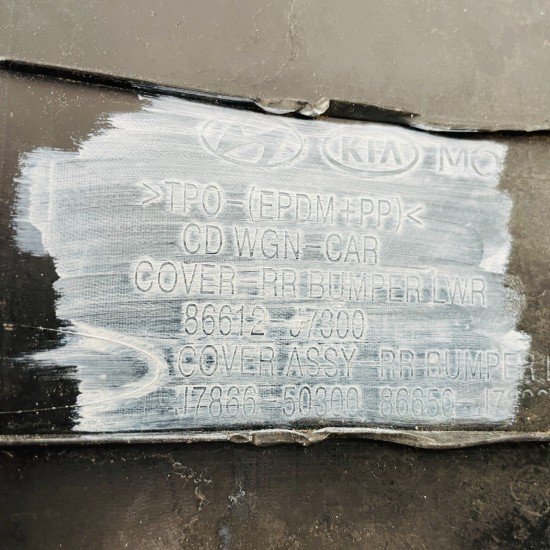 KIA MO
>TPO-(EPDM+PP)<
CD WGN-CAR
COVER-RR BUMPER LWR
86612-J7300
COVER ASSY-RR BUMPER
J7866-50300 86650-J7